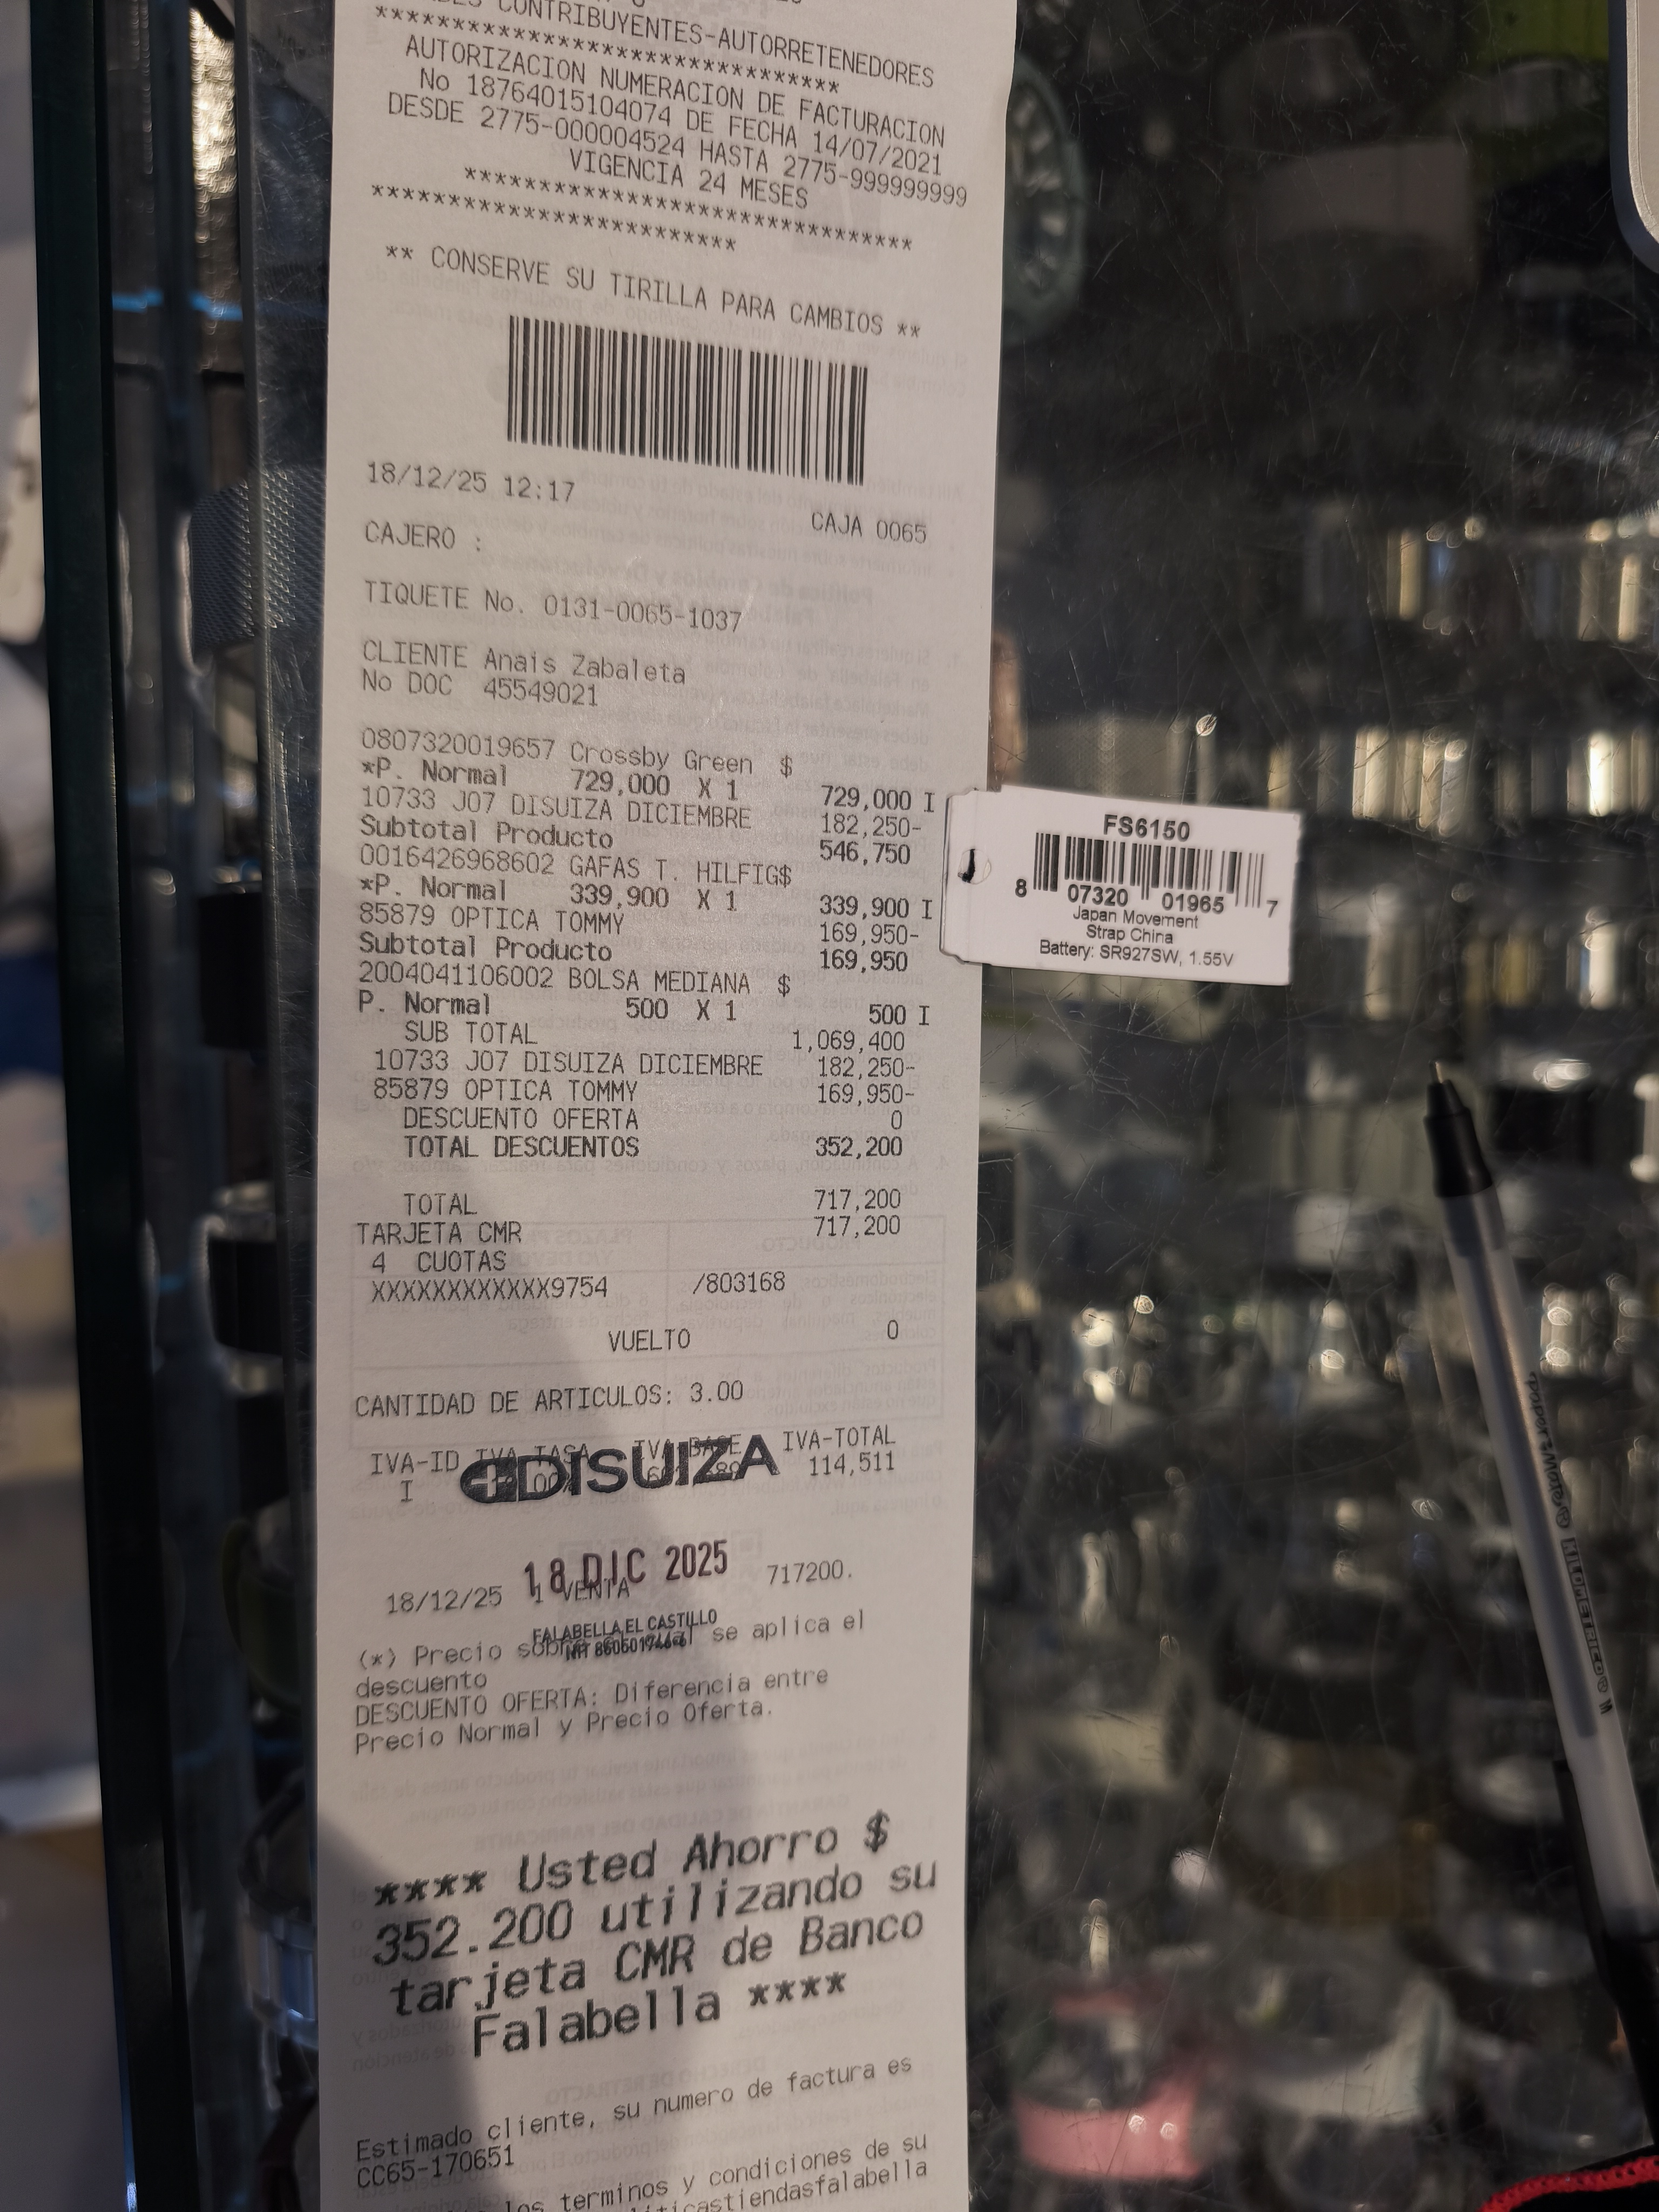 CONTRIBUYENTES-AUTORRETENEDORES
****************************************
AUTORIZACION NUMERACION DE FACTURACION
No 18764015104074 DE FECHA 14/07/2021
DESDE 2775-000004524 HASTA 2775-999999999
VIGENCIA 24 MESES
************************************
*****************************
** CONSERVE SU TIRILLA PARA CAMBIOS **
18/12/25 12:17 CAJA 0065
CAJERO :
TIQUETE No. 0131-0065-1037
CLIENTE Anais Zabaleta
No DOC 45549021
0807320019657 Crossby Green $
*P. Normal 729,000 X 1 729,000 I
10733 J07 DISUIZA DICIEMBRE 182,250-
Subtotal Producto 546,750
0016426968602 GAFAS T. HILFIG$
*P. Normal 339,900 X 1 339,900 I
85879 OPTICA TOMMY 169,950-
Subtotal Producto 169,950
2004041106002 BOLSA MEDIANA $
P. Normal 500 X 1 500 I
SUB TOTAL 1,069,400
10733 J07 DISUIZA DICIEMBRE 182,250-
85879 OPTICA TOMMY 169,950-
DESCUENTO OFERTA 0
TOTAL DESCUENTOS 352,200
TOTAL 717,200
TARJETA CMR 717,200
4 CUOTAS
XXXXXXXXXXXX9754 /803168
VUELTO 0
CANTIDAD DE ARTICULOS: 3.00
IVA-ID IVA TASA IVA BASE IVA-TOTAL
I 114,511
DISUIZA
18 DIC 2025
18/12/25 1 VENTA 717200.
FALABELLA EL CASTILLO
NIT
(*) Precio se aplica el
descuento
DESCUENTO OFERTA: Diferencia entre
Precio Normal y Precio Oferta.
**** Usted Ahorro $
352.200 utilizando su
tarjeta CMR de Banco
Falabella ****
Estimado cliente, su numero de factura es
CC65-170651
los terminos y condiciones de su
FS6150
8 07320 01965 7
Japan Movement
Strap China
Battery: SR927SW, 1.55V
papermate® KILOMETRICO® M